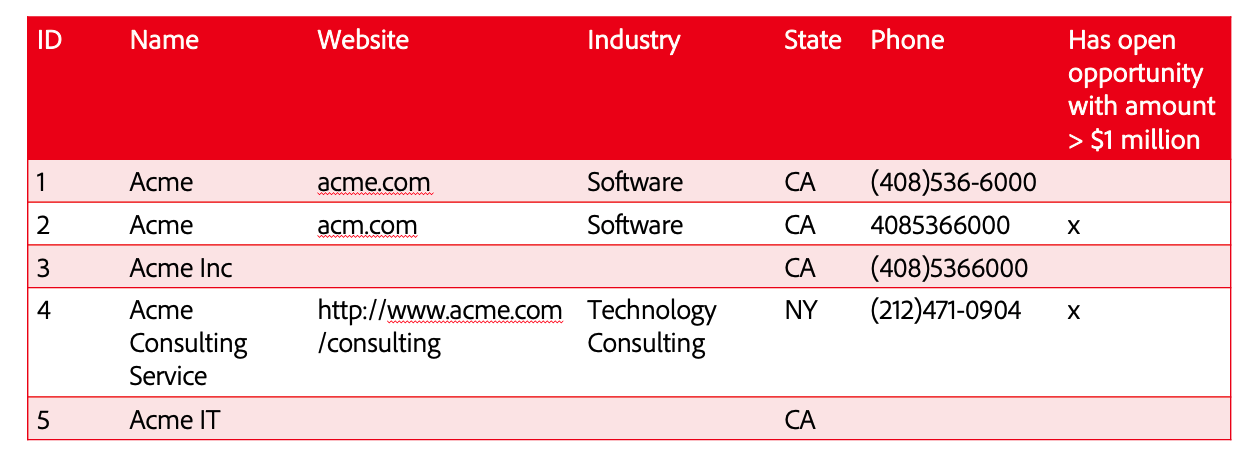 ID Name Website Industry State Phone Has open
opportunity
with amount
> $1 million
1 Acme acme.com Software CA (408)536-6000
2 Acme acm.com Software CA 4085366000 x
3 Acme Inc CA (408)5366000
4 Acme http://www.acme.com Technology NY (212)471-0904 x
Consulting /consulting Consulting
Service
5 Acme IT CA